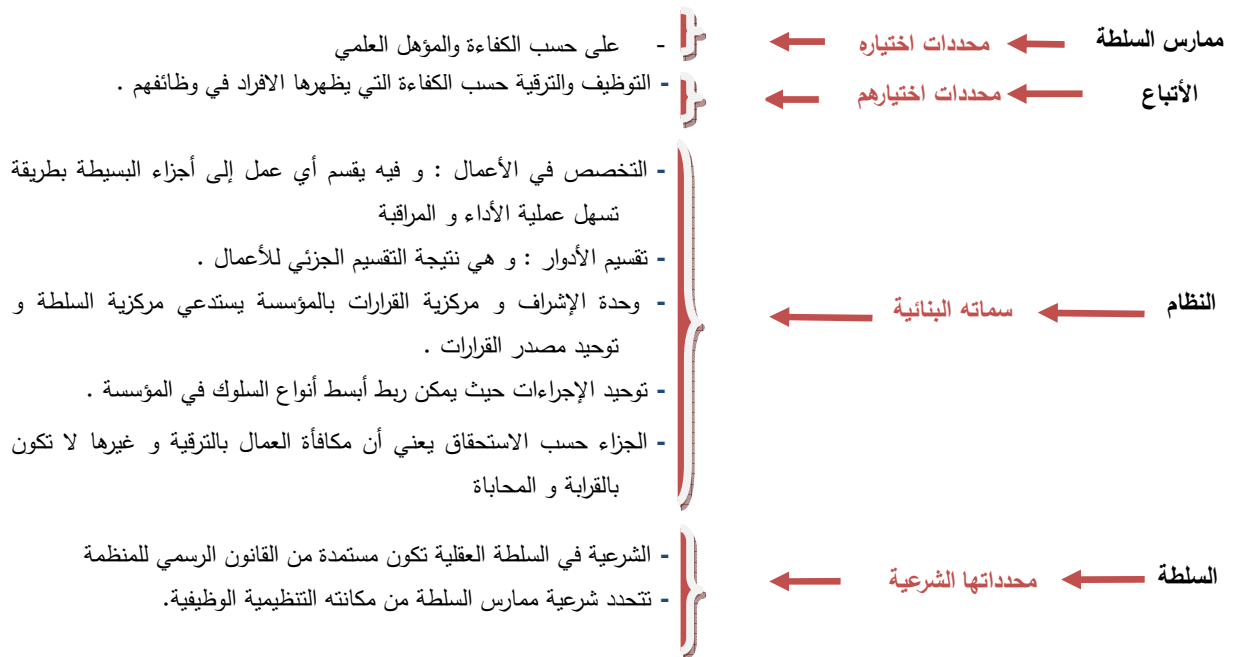 ممارس السلطة محددات اختياره - على حسب الكفاءة والمؤهل العلمي
الأتباع محددات اختيارهم - التوظيف والترقية حسب الكفاءة التي يظهرها الافراد في وظائفهم .
- التخصص في الأعمال : و فيه يقسم أي عمل إلى أجزاء البسيطة بطريقة
تسهل عملية الأداء و المراقبة
- تقسيم الأدوار : و هي نتيجة التقسيم الجزئي للأعمال .
النظام سماته البنائية - وحدة الإشراف و مركزية القرارات بالمؤسسة يستدعي مركزية السلطة و
توحيد مصدر القرارات .
- توحيد الإجراءات حيث يمكن ربط أبسط أنواع السلوك في المؤسسة .
- الجزاء حسب الاستحقاق يعني أن مكافأة العمال بالترقية و غيرها لا تكون
بالقرابة و المحاباة
السلطة محدداتها الشرعية - الشرعية في السلطة العقلية تكون مستمدة من القانون الرسمي للمنظمة
- تتحدد شرعية ممارس السلطة من مكانته التنظيمية الوظيفية.